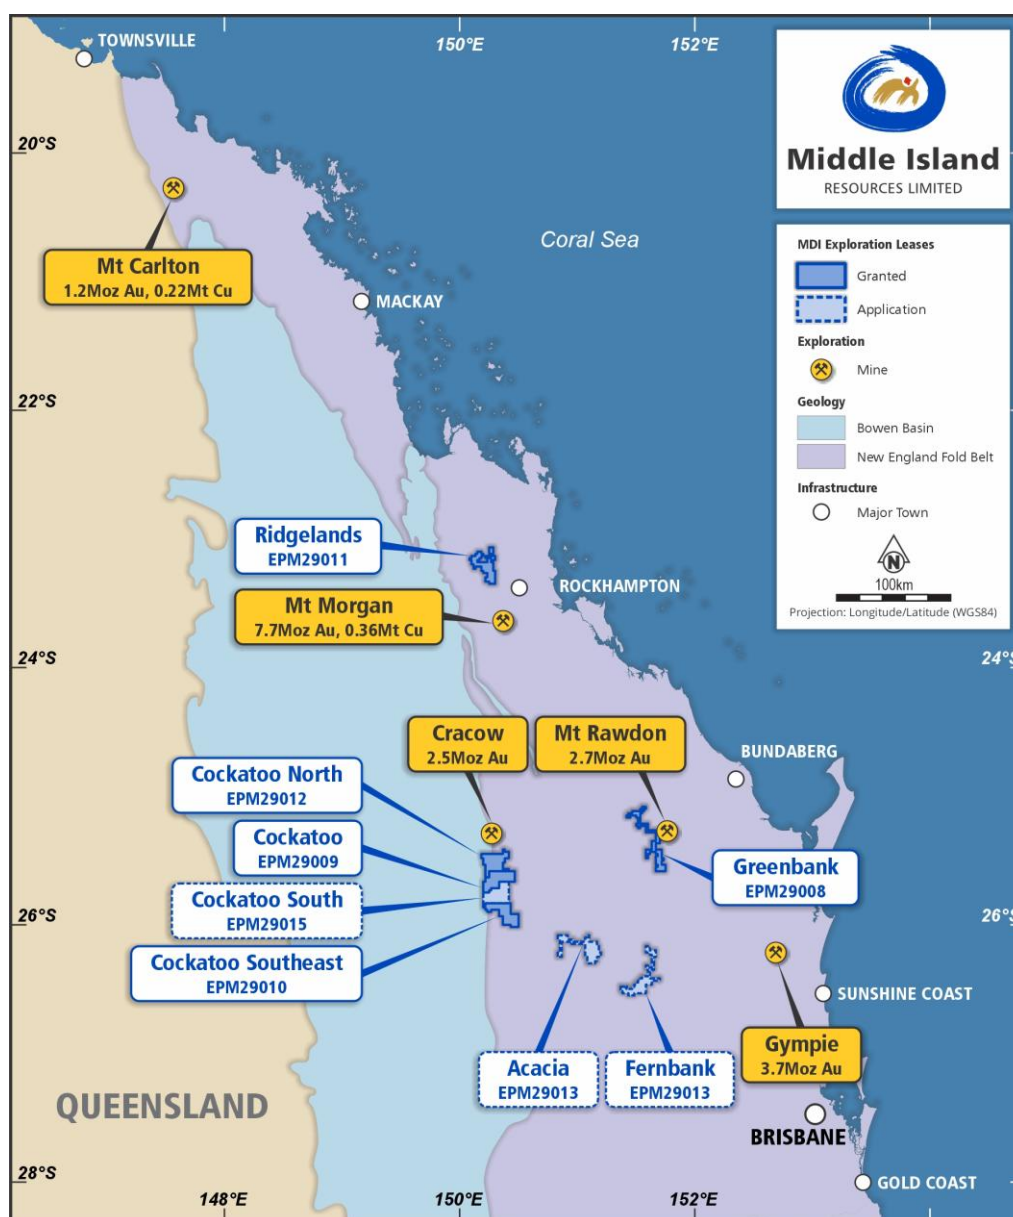 TOWNSVILLE
150°E
152°E
20°S
Middle Island
RESOURCES LIMITED
Coral Sea
MDI Exploration Leases
Granted
Application
Exploration
Mine
Geology
Bowen Basin
New England Fold Belt
Infrastructure
Major Town
N
100km
Projection: Longitude/Latitude (WGS84)
Mt Carlton
1.2Moz Au, 0.22Mt Cu
MACKAY
22°S
Ridgelands
EPM29011
ROCKHAMPTON
Mt Morgan
7.7Moz Au, 0.36Mt Cu
24°S
24°S
Cracow
2.5Moz Au
Mt Rawdon
2.7Moz Au
BUNDABERG
Cockatoo North
EPM29012
Cockatoo
EPM29009
Greenbank
EPM29008
Cockatoo South
EPM29015
26°S
26°S
Cockatoo Southeast
EPM29010
SUNSHINE COAST
Acacia
EPM29013
Fernbank
EPM29013
Gympie
3.7Moz Au
QUEENSLAND
BRISBANE
28°S
GOLD COAST
148°E
150°E
152°E